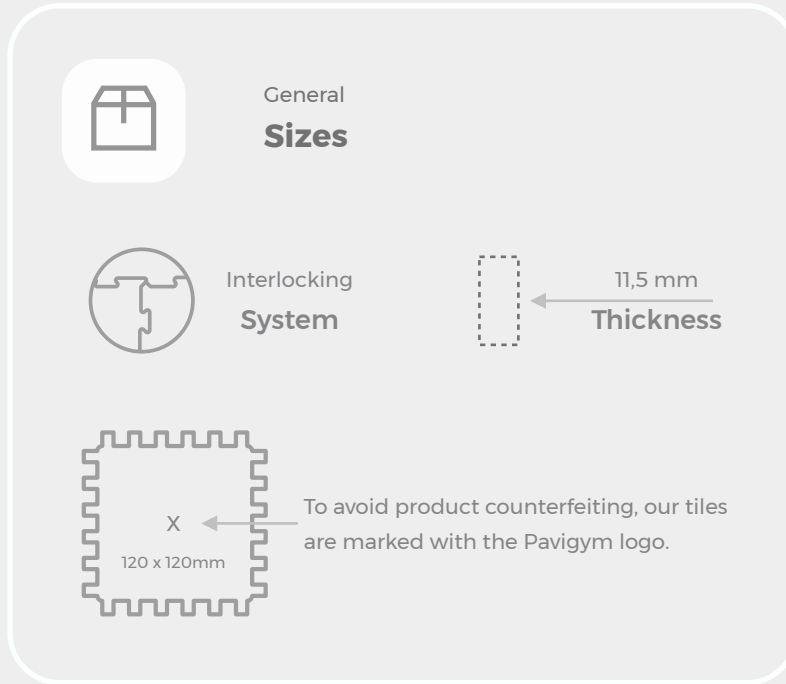 General
Sizes
Interlocking
System
11,5 mm
Thickness
X
120 x 120mm
To avoid product counterfeiting, our tiles
are marked with the Pavigym logo.